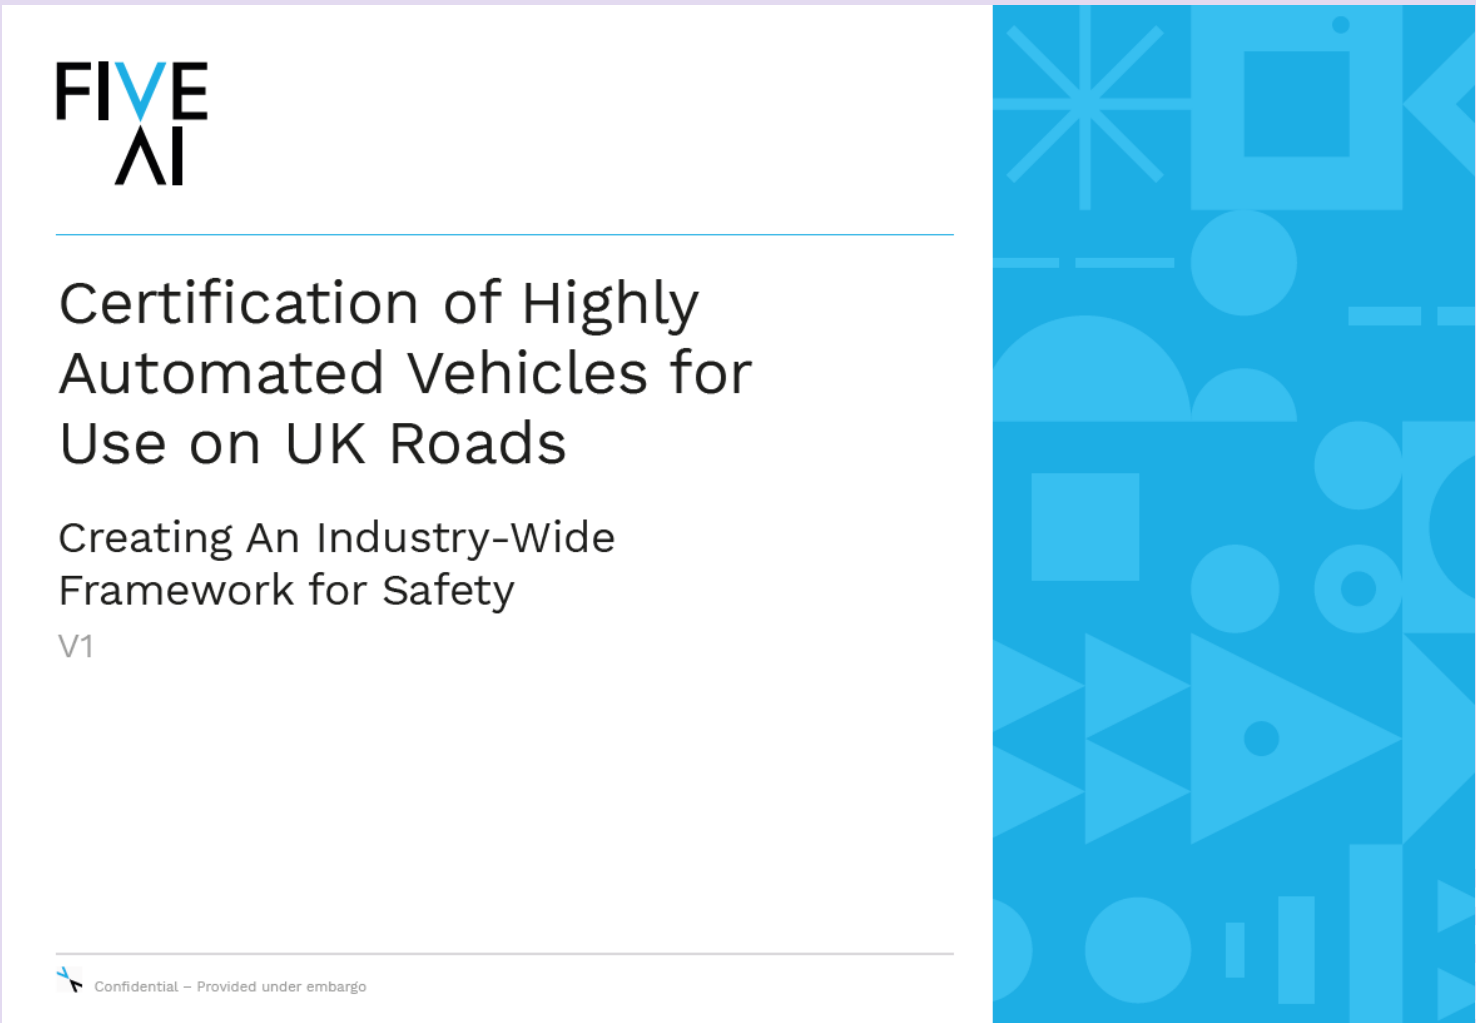 FIVE
AI
Certification of Highly
Automated Vehicles for
Use on UK Roads
Creating An Industry-Wide
Framework for Safety
V1
Confidential – Provided under embargo